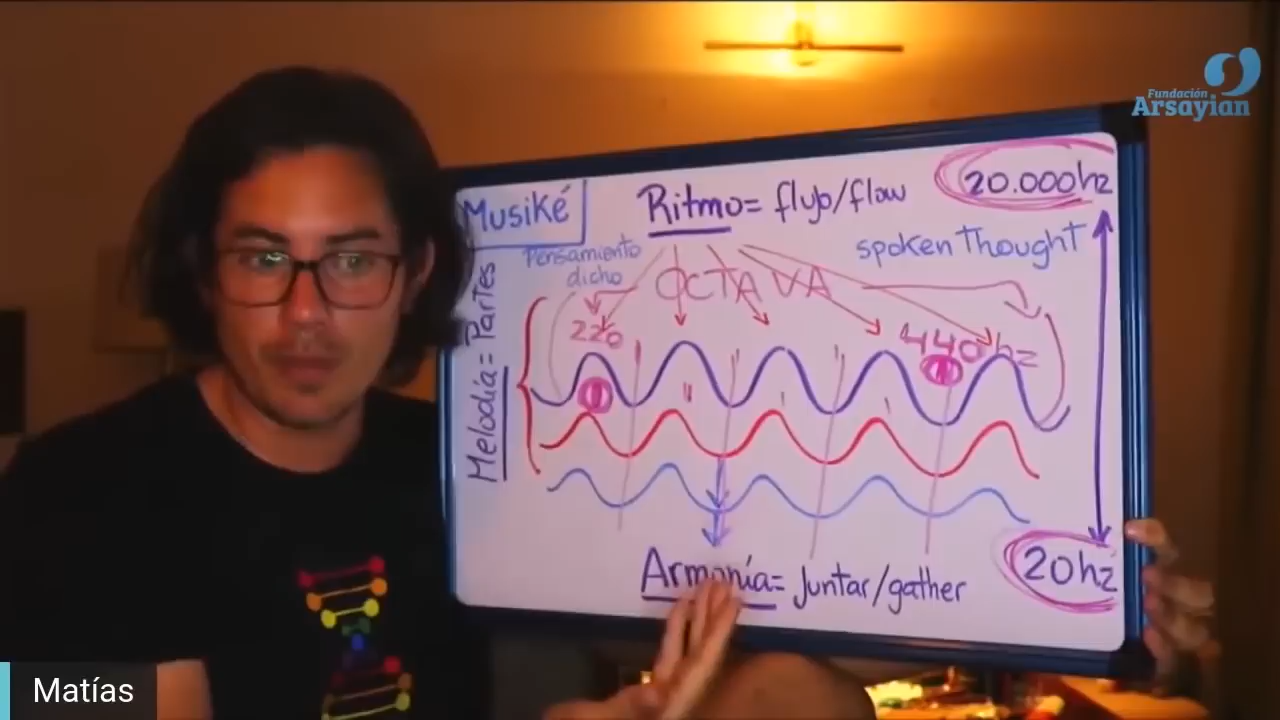 Fundación
Arsayian
20.000hz
Musiké
Ritmo= flujo/flow
Pensamiento
dicho
spoken thought
OCTAVA
220
440hz
Melodía= Partes
Armonía= Juntar/gather
20hz
Matías